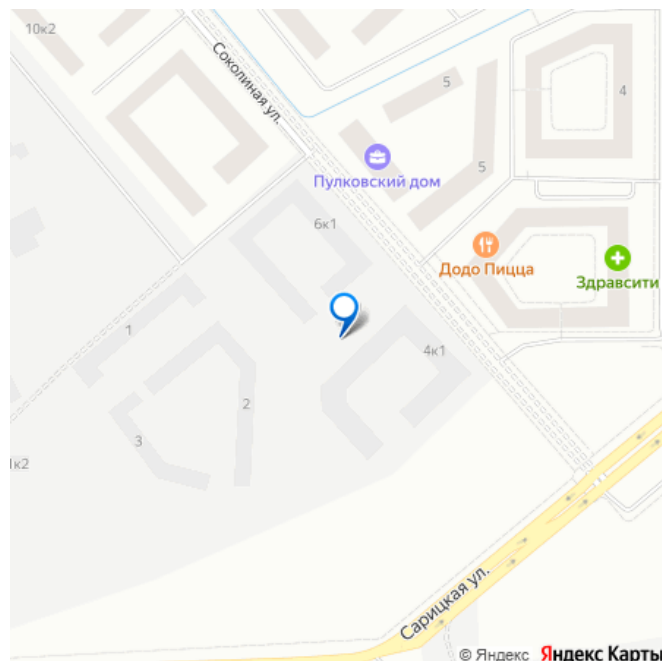 10к2
Соколиная ул.
5
4
Пулковский дом
5
6к1
Додо Пицца
Здравсити
1
4к1
2
3
1к2
Сарицкая ул.
© Яндекс Яндекс Карты